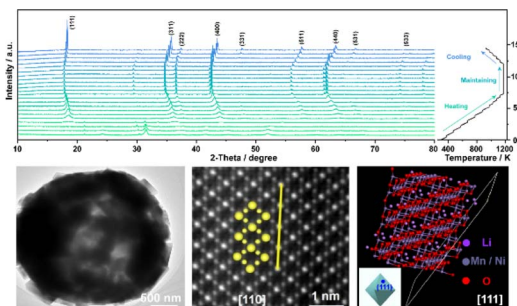 Intensity / a.u.
(111)
(311)
(222)
(400)
(331)
(511)
(440)
(531)
(533)
Cooling
Maintaining
Heating
10 20 30 40 50 60 70 80
400 800 1200
2-Theta / degree
Temperature / K
500 nm
[110]
1 nm
(111)
Li
Mn / Ni
O
[111]